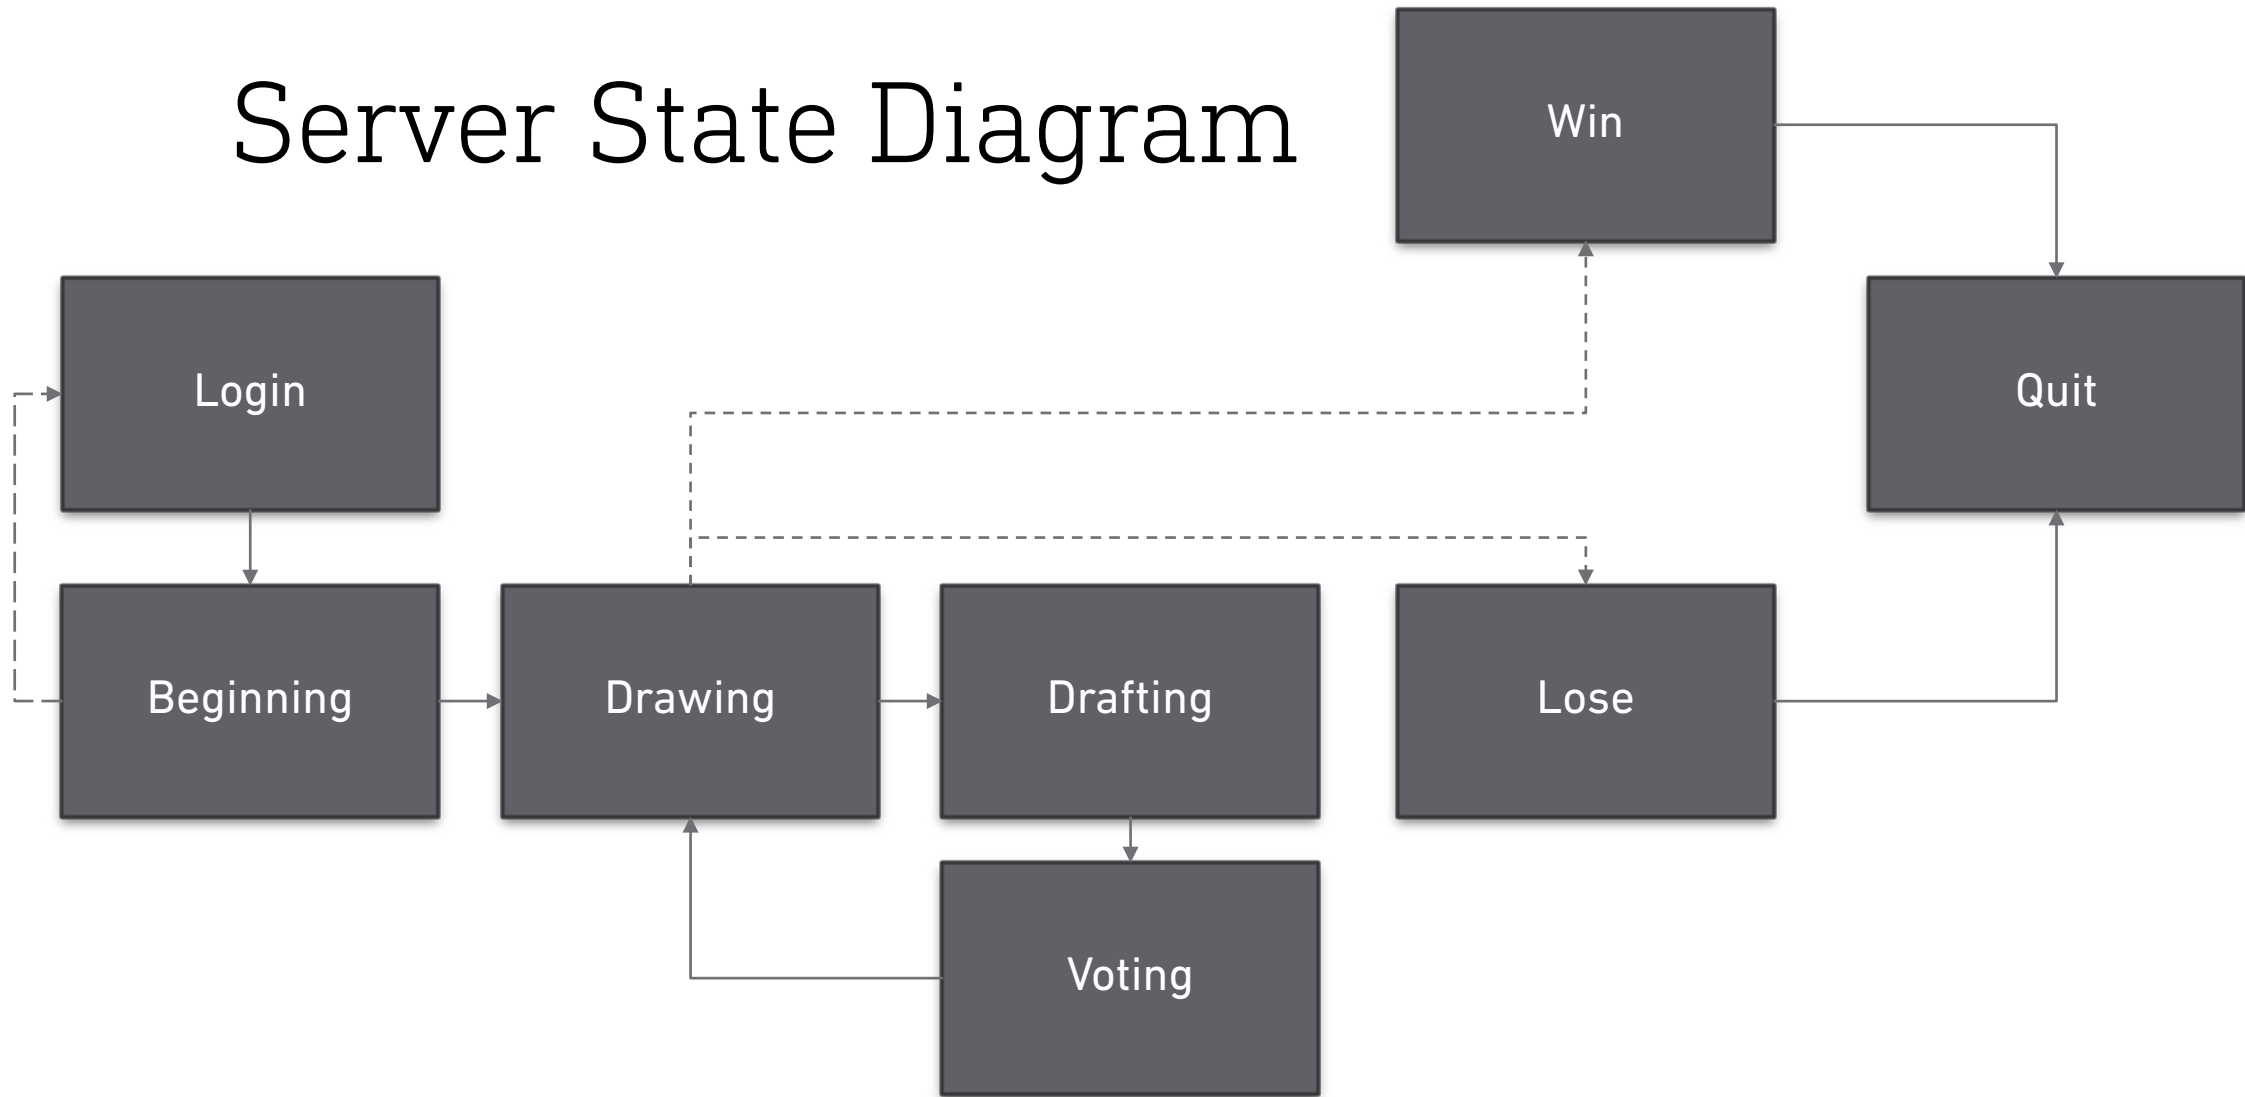 Server State Diagram
Win
Login
Quit
Beginning
Drawing
Drafting
Lose
Voting